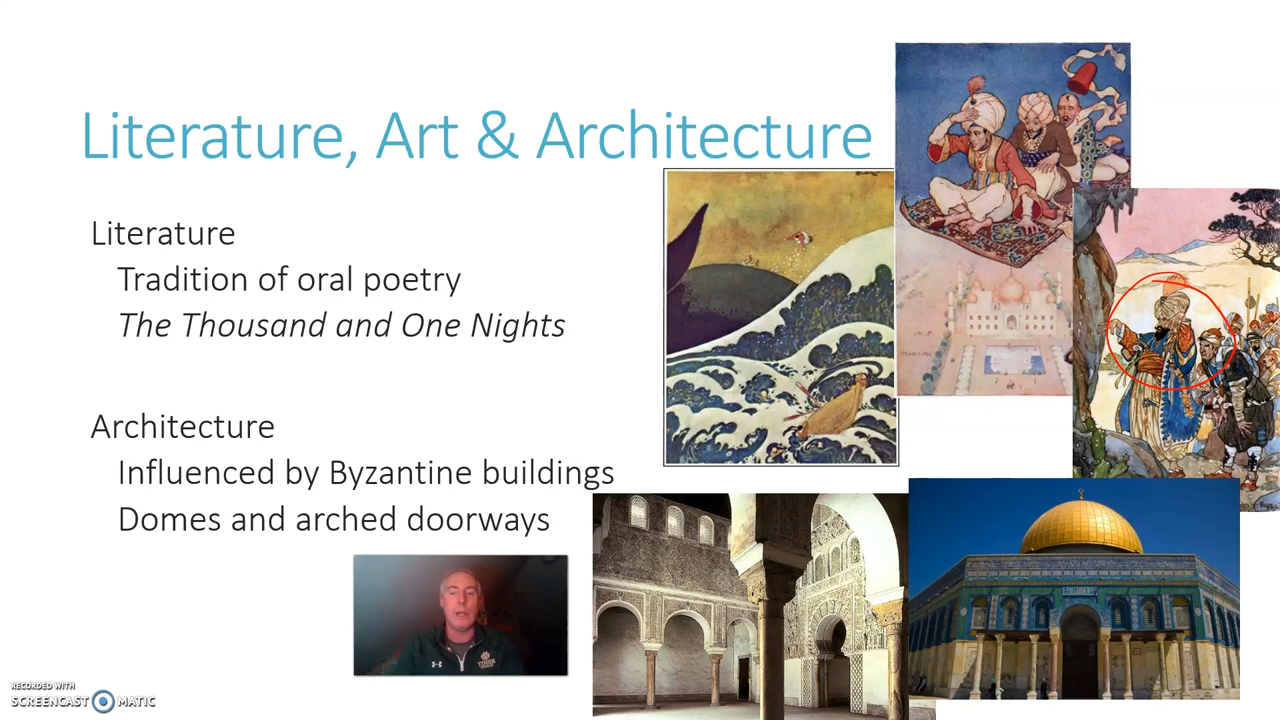 Literature, Art & Architecture
Literature
Tradition of oral poetry
The Thousand and One Nights
Architecture
Influenced by Byzantine buildings
Domes and arched doorways
RECORDED WITH
SCREENCAST MATIC